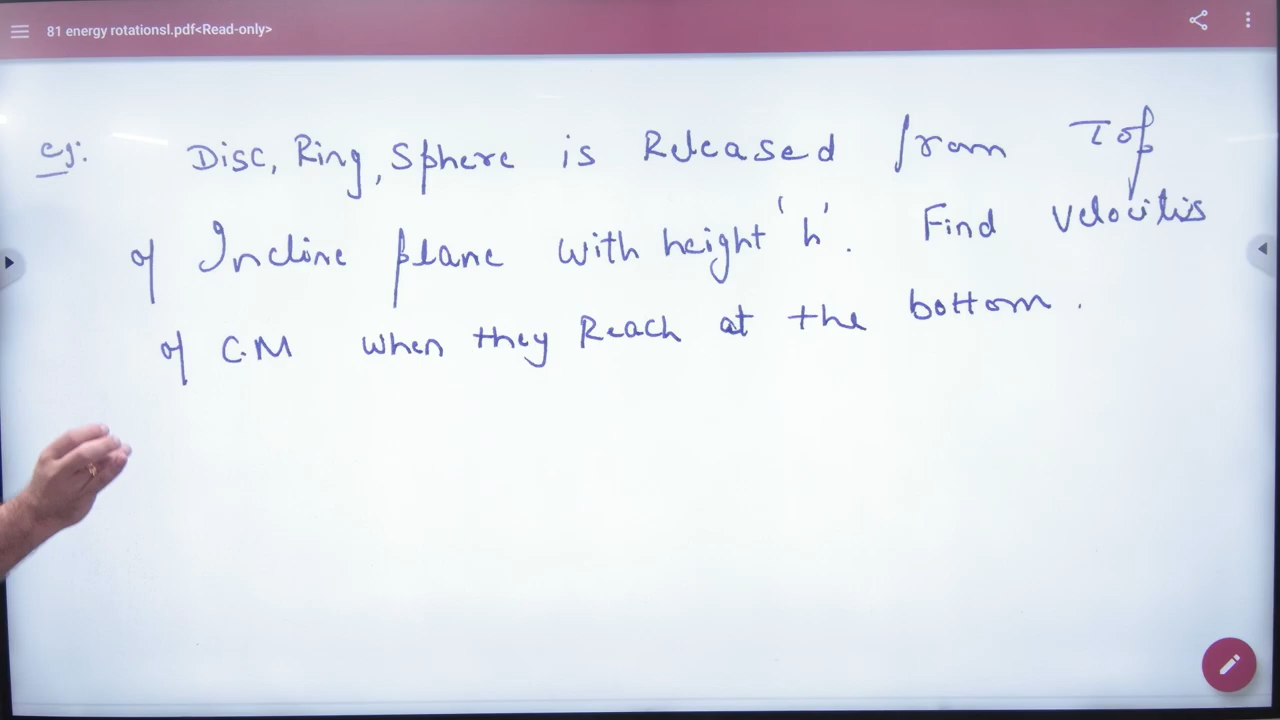 81 energy rotationsl.pdf<Read-only>
eg: Disc, Ring, Sphere is Released from Top
of Incline plane with height 'h'. Find velocities
of C.M when they Reach at the bottom.